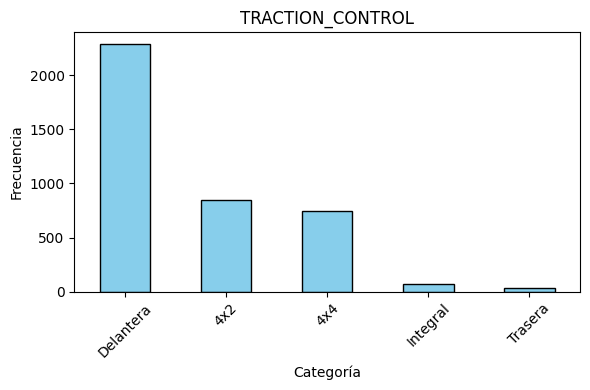 TRACTION_CONTROL
Frecuencia
2000
1500
1000
500
0
Delantera
4x2
4x4
Integral
Trasera
Categoría